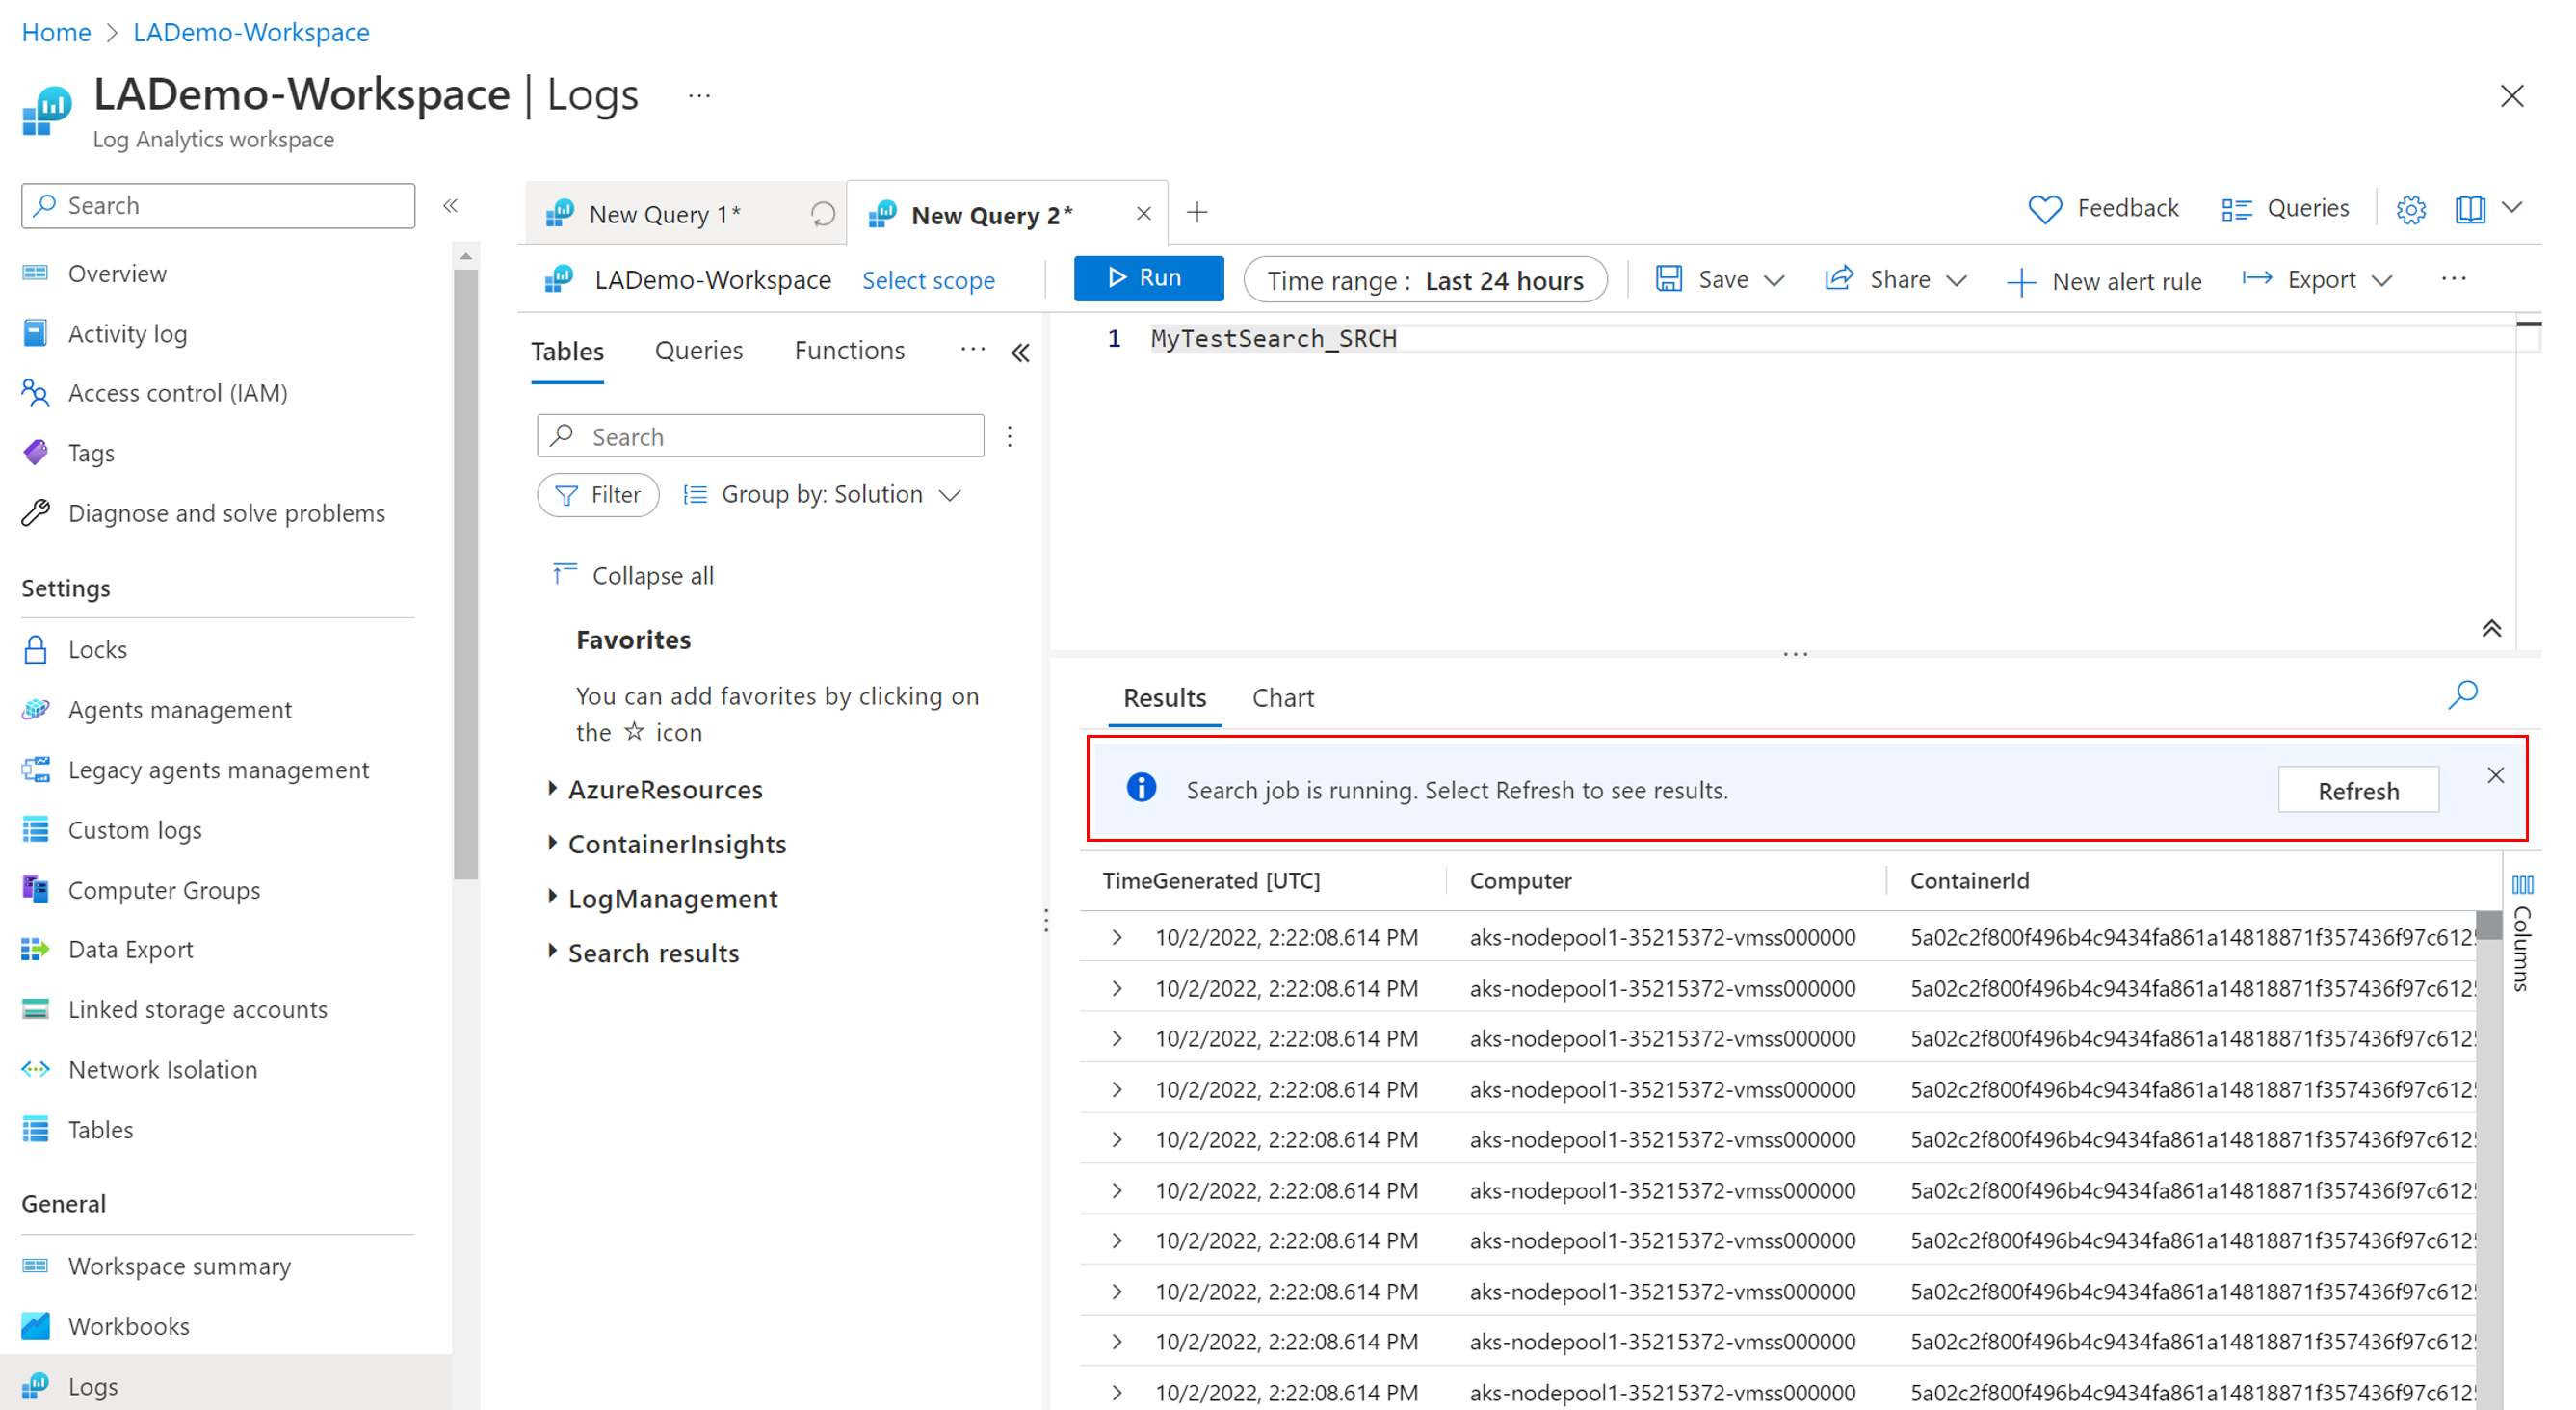 Home > LADemo-Workspace
LADemo-Workspace | Logs ...
Log Analytics workspace
Search
Overview
Activity log
Access control (IAM)
Tags
Diagnose and solve problems
Settings
Locks
Agents management
Legacy agents management
Custom logs
Computer Groups
Data Export
Linked storage accounts
Network Isolation
Tables
General
Workspace summary
Workbooks
Logs
New Query 1*
New Query 2*
Feedback
Queries
LADemo-Workspace
Select scope
Run
Time range : Last 24 hours
Save
Share
New alert rule
Export
Tables
Queries
Functions
Search
Filter
Group by: Solution
Collapse all
Favorites
You can add favorites by clicking on
the ☆ icon
AzureResources
ContainerInsights
LogManagement
Search results
1 MyTestSearch_SRCH
Results
Chart
Search job is running. Select Refresh to see results.
Refresh
TimeGenerated [UTC] Computer ContainerId
10/2/2022, 2:22:08.614 PM aks-nodepool1-35215372-vmss000000 5a02c2f800f496b4c9434fa861a14818871f357436f97c6125
10/2/2022, 2:22:08.614 PM aks-nodepool1-35215372-vmss000000 5a02c2f800f496b4c9434fa861a14818871f357436f97c6125
10/2/2022, 2:22:08.614 PM aks-nodepool1-35215372-vmss000000 5a02c2f800f496b4c9434fa861a14818871f357436f97c6125
10/2/2022, 2:22:08.614 PM aks-nodepool1-35215372-vmss000000 5a02c2f800f496b4c9434fa861a14818871f357436f97c6125
10/2/2022, 2:22:08.614 PM aks-nodepool1-35215372-vmss000000 5a02c2f800f496b4c9434fa861a14818871f357436f97c6125
10/2/2022, 2:22:08.614 PM aks-nodepool1-35215372-vmss000000 5a02c2f800f496b4c9434fa861a14818871f357436f97c6125
10/2/2022, 2:22:08.614 PM aks-nodepool1-35215372-vmss000000 5a02c2f800f496b4c9434fa861a14818871f357436f97c6125
10/2/2022, 2:22:08.614 PM aks-nodepool1-35215372-vmss000000 5a02c2f800f496b4c9434fa861a14818871f357436f97c6125
10/2/2022, 2:22:08.614 PM aks-nodepool1-35215372-vmss000000 5a02c2f800f496b4c9434fa861a14818871f357436f97c6125
10/2/2022, 2:22:08.614 PM aks-nodepool1-35215372-vmss000000 5a02c2f800f496b4c9434fa861a14818871f357436f97c6125
Columns